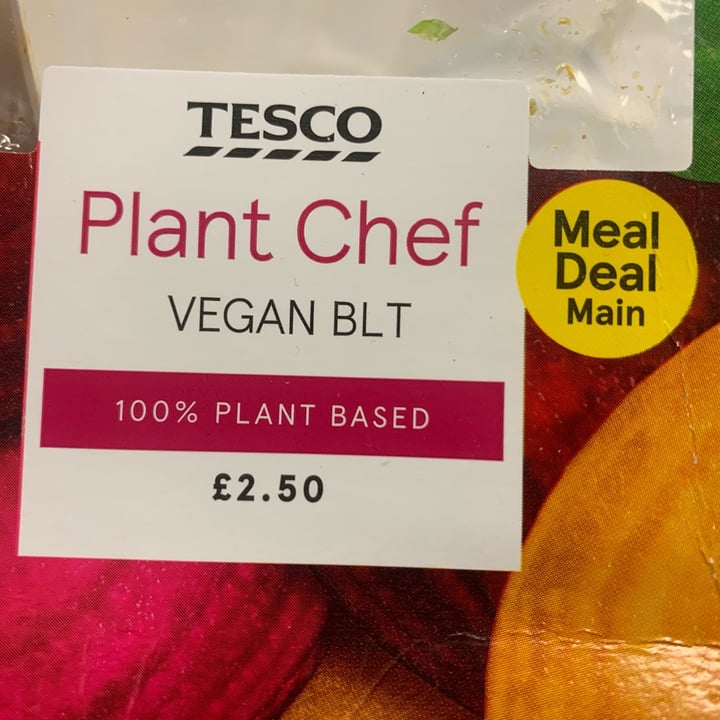 TESCO
Plant Chef
VEGAN BLT
100% PLANT BASED
£2.50
Meal
Deal
Main